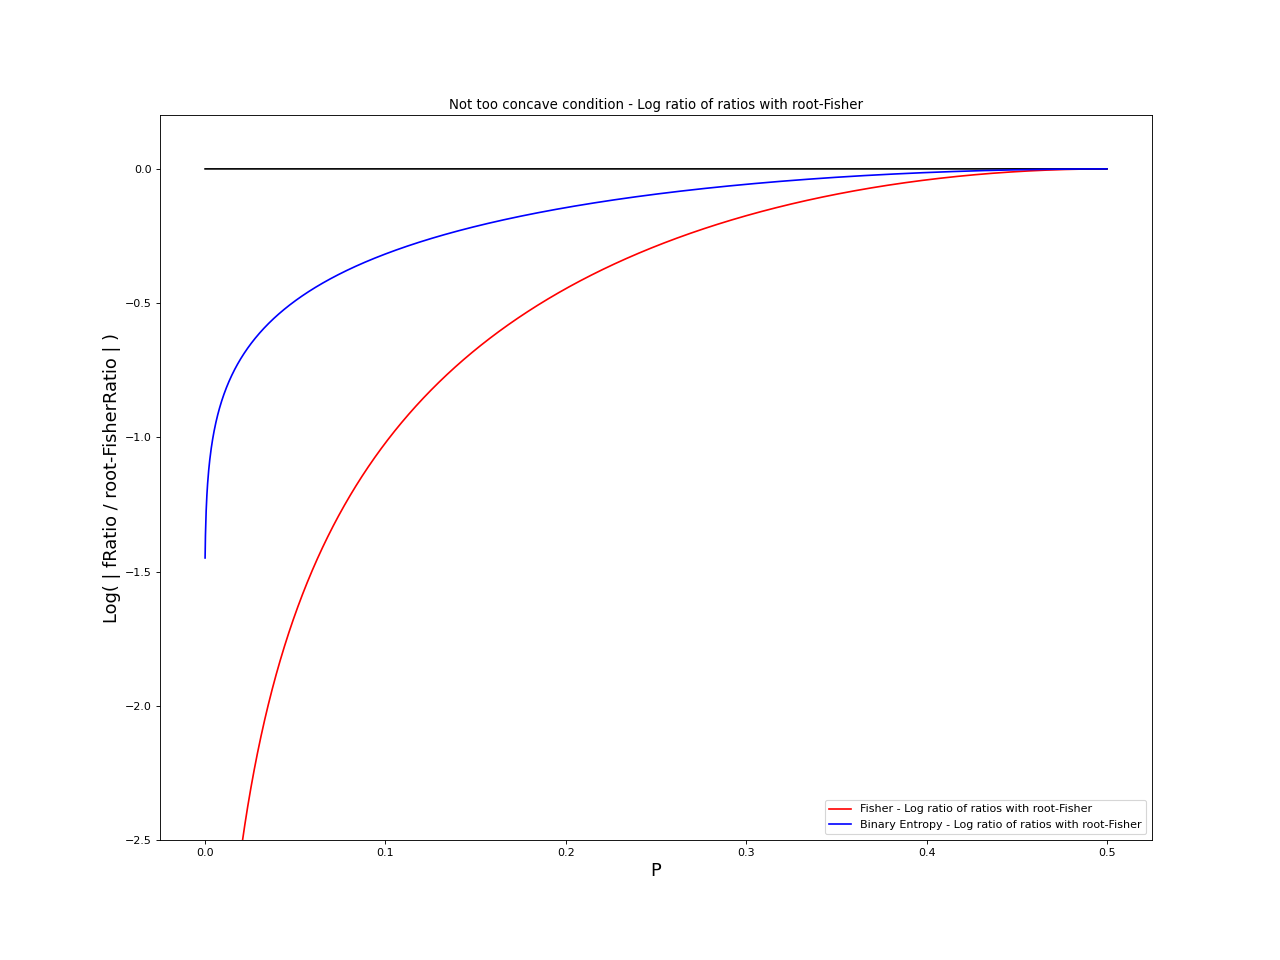 Not too concave condition - Log ratio of ratios with root-Fisher
Log( | fRatio / root-FisherRatio | )
0.0
−0.5
−1.0
−1.5
−2.0
−2.5
Fisher - Log ratio of ratios with root-Fisher
Binary Entropy - Log ratio of ratios with root-Fisher
0.0 0.1 0.2 0.3 0.4 0.5
P